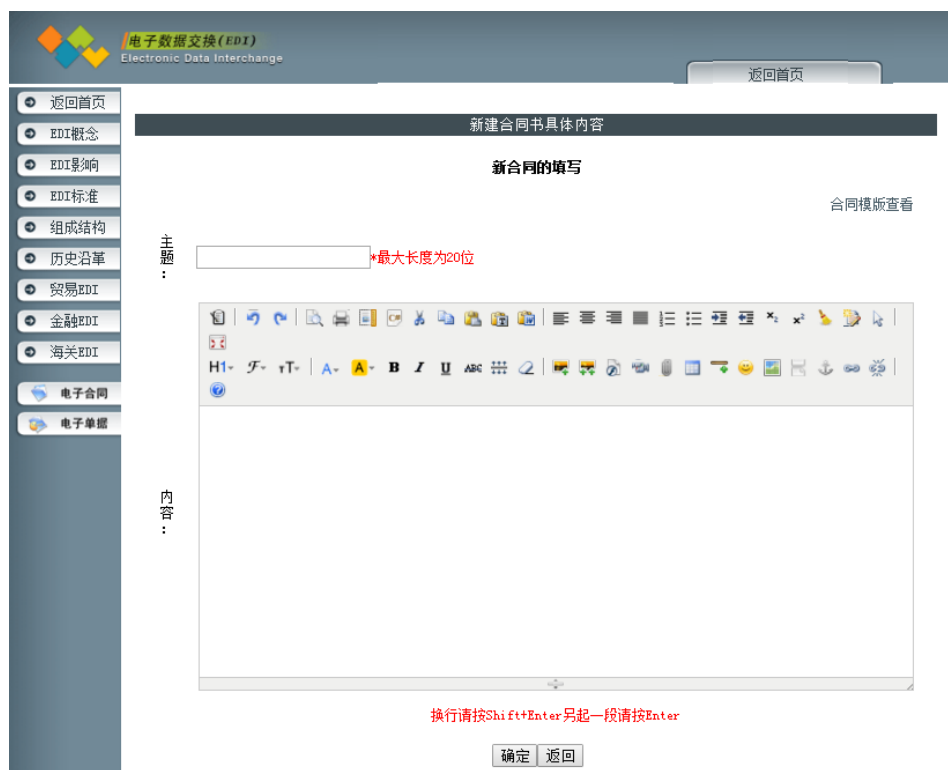 电子数据交换(EDI)
Electronic Data Interchange
返回首页
返回首页
EDI概念
EDI影响
EDI标准
组成结构
历史沿革
贸易EDI
金融EDI
海关EDI
电子合同
电子单据
新建合同书具体内容
新合同的填写
合同模版查看
主题：
*最大长度为20位
H1 F тT A A B I U ABC
内容：
换行请按Shift+Enter另起一段请按Enter
确定 返回